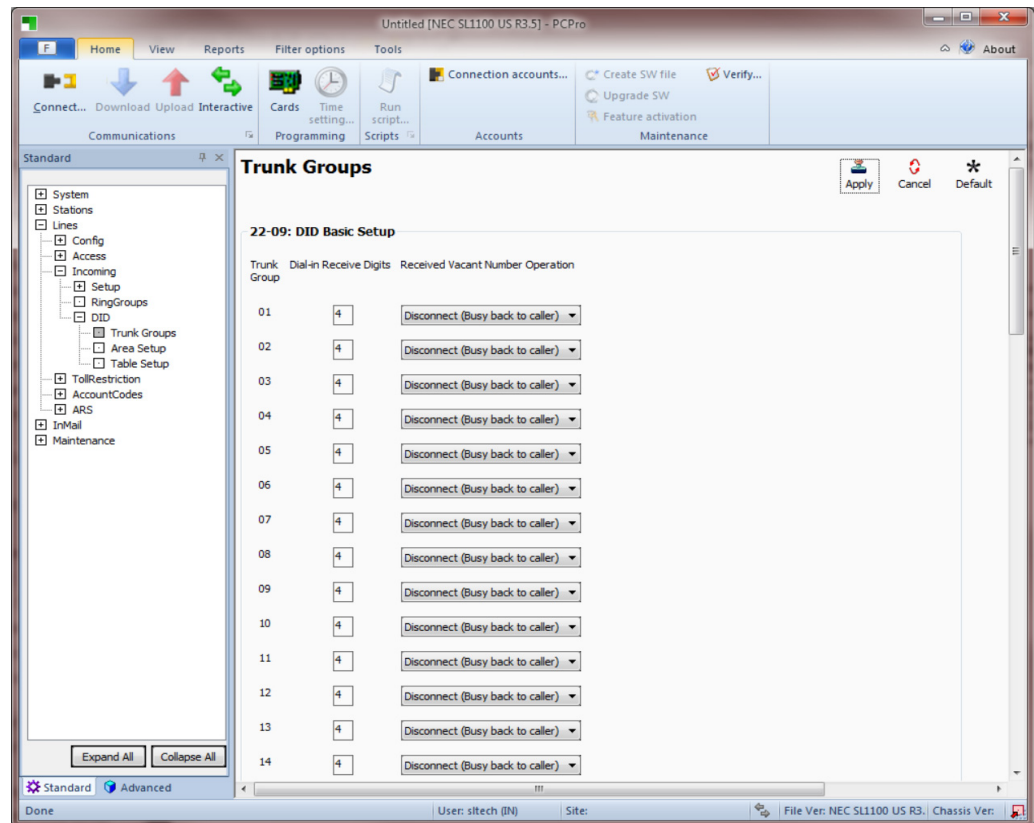 Untitled [NEC SL1100 US R3.5] - PCPro
F Home View Reports Filter options Tools About
Connect... Download Upload Interactive Cards Time setting... Run script... Connection accounts... Create SW file Verify...
Upgrade SW
Feature activation
Communications Programming Scripts Accounts Maintenance
Standard
System
Stations
Lines
Config
Access
Incoming
Setup
RingGroups
DID
Trunk Groups
Area Setup
Table Setup
TollRestriction
AccountCodes
ARS
InMail
Maintenance
Expand All Collapse All
Standard Advanced
Trunk Groups
Apply Cancel Default
22-09: DID Basic Setup
Trunk Group Dial-in Receive Digits Received Vacant Number Operation
01 4 Disconnect (Busy back to caller)
02 4 Disconnect (Busy back to caller)
03 4 Disconnect (Busy back to caller)
04 4 Disconnect (Busy back to caller)
05 4 Disconnect (Busy back to caller)
06 4 Disconnect (Busy back to caller)
07 4 Disconnect (Busy back to caller)
08 4 Disconnect (Busy back to caller)
09 4 Disconnect (Busy back to caller)
10 4 Disconnect (Busy back to caller)
11 4 Disconnect (Busy back to caller)
12 4 Disconnect (Busy back to caller)
13 4 Disconnect (Busy back to caller)
14 4 Disconnect (Busy back to caller)
Done User: sltech (IN) Site: File Ver: NEC SL1100 US R3. Chassis Ver: